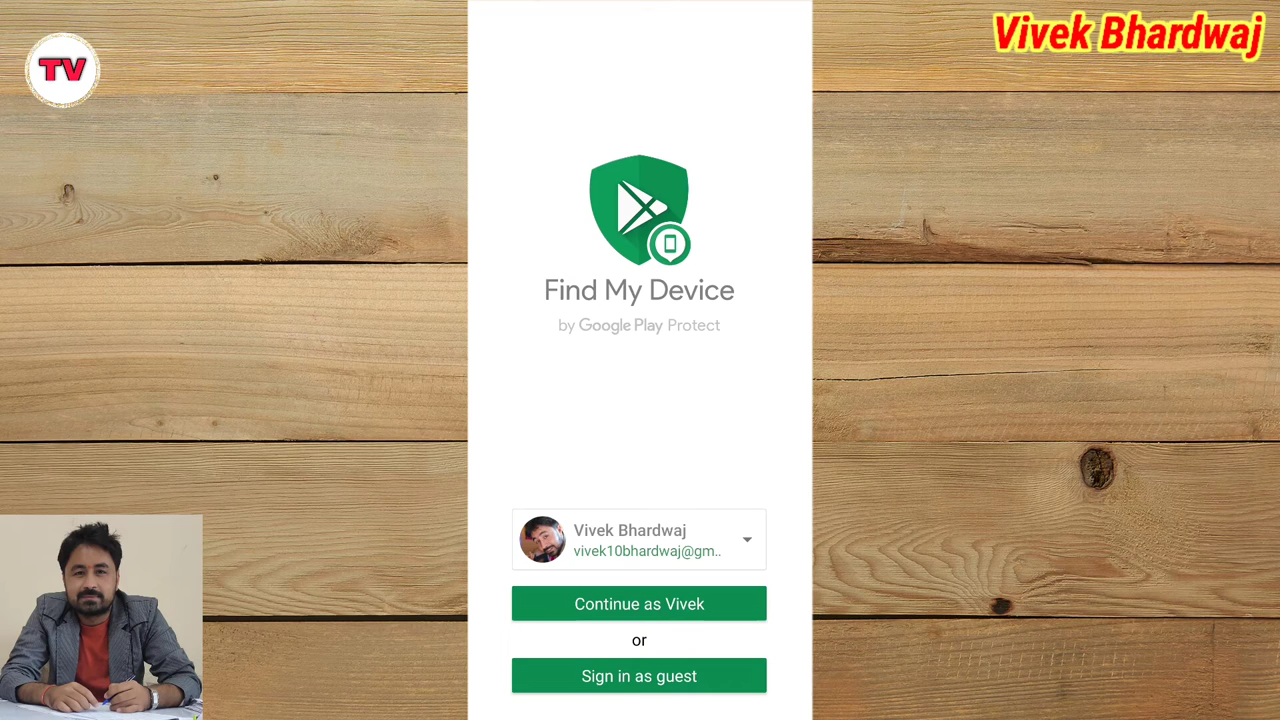 TV
Vivek Bhardwaj
Find My Device
by Google Play Protect
Vivek Bhardwaj
vivek10bhardwaj@gm..
Continue as Vivek
or
Sign in as guest